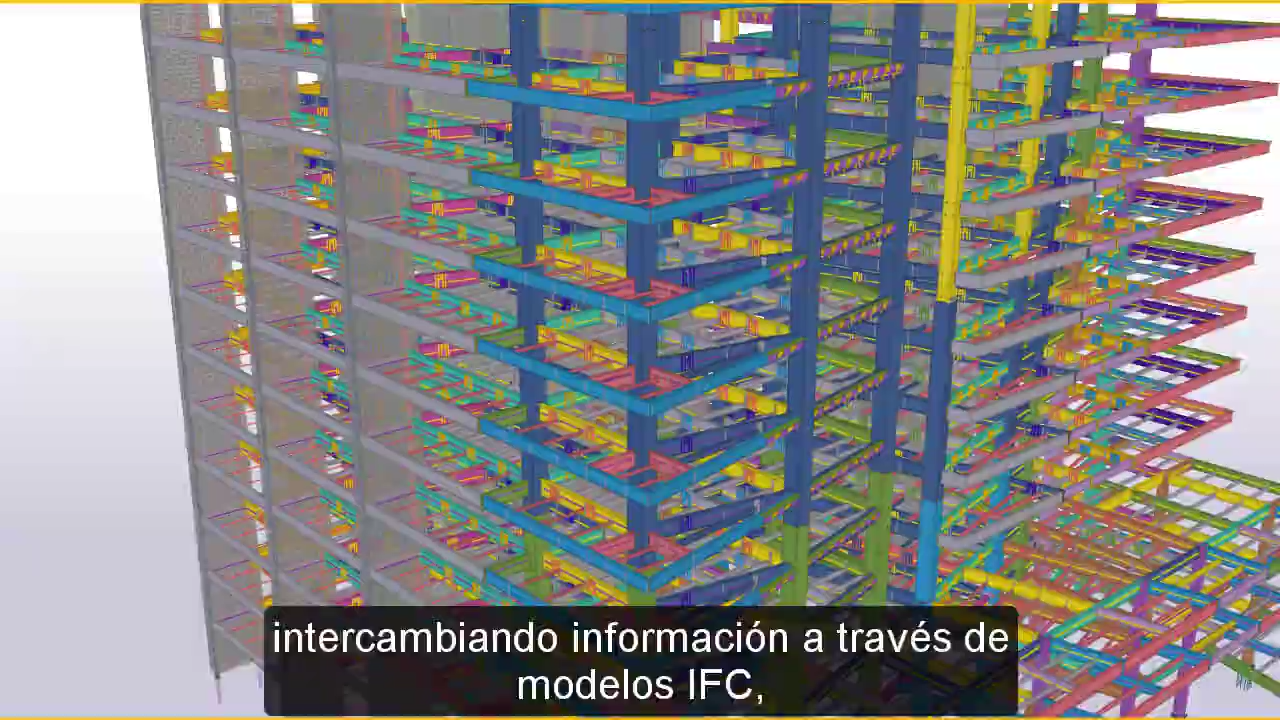 intercambiando información a través de
modelos IFC,